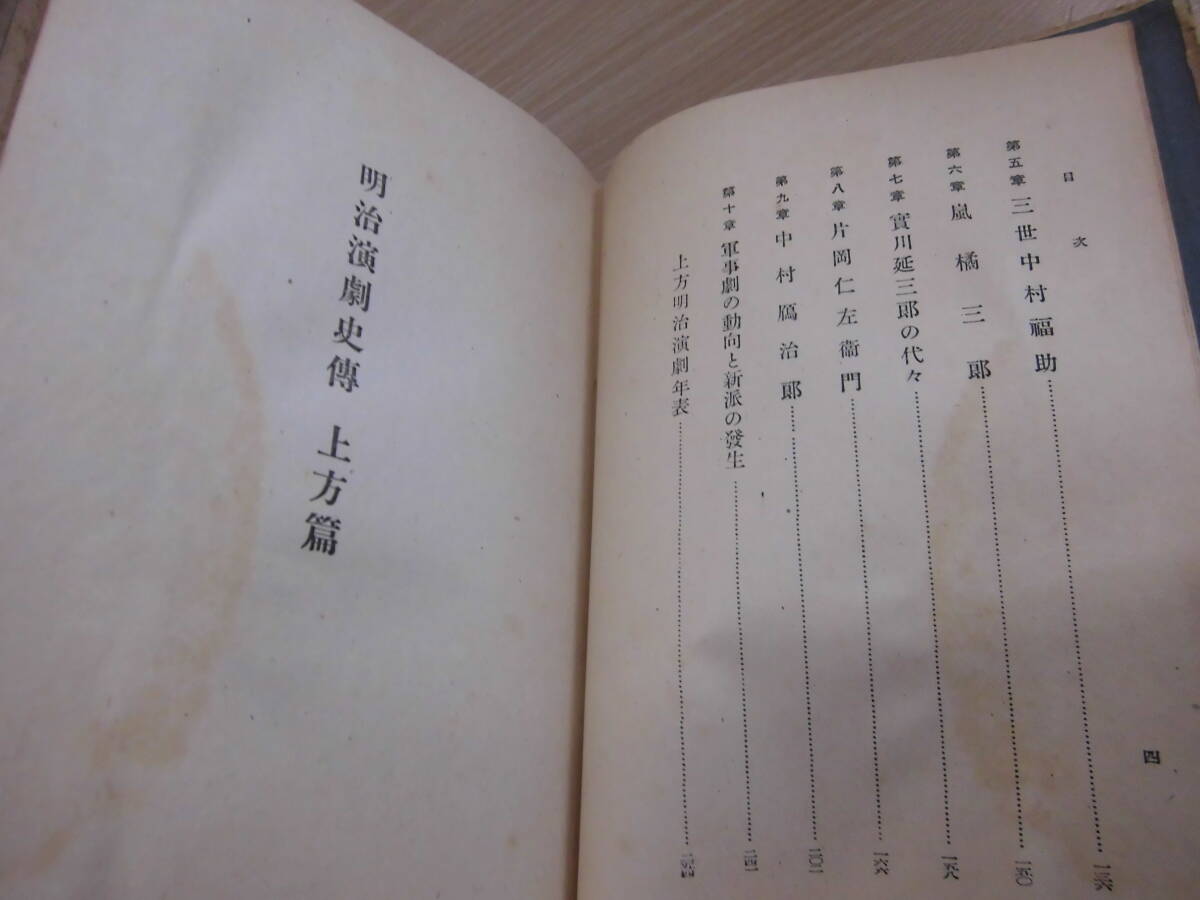 目次
四
第五章 三世中村福助
第六章 嵐橘三郎
第七章 實川延三郎の代々
第八章 片岡仁左衞門
第九章 中村鴈治郎
第十章 軍事劇の動向と新派の發生
上方明治演劇年表
明治演劇史傳 上方篇